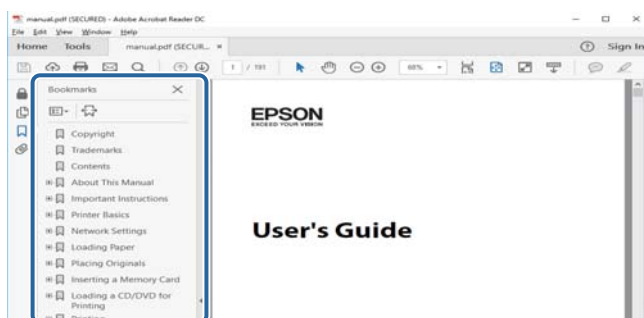 manual.pdf (SECURED) - Adobe Acrobat Reader DC
File Edit View Window Help
Home Tools manual.pdf (SECUR... ×
Sign In
1 / 191
68%
Bookmarks
EPSON
EXCEED YOUR VISION
Copyright
Trademarks
Contents
About This Manual
Important Instructions
Printer Basics
Network Settings
User's Guide
Loading Paper
Placing Originals
Inserting a Memory Card
Loading a CD/DVD for
Printing
Printing